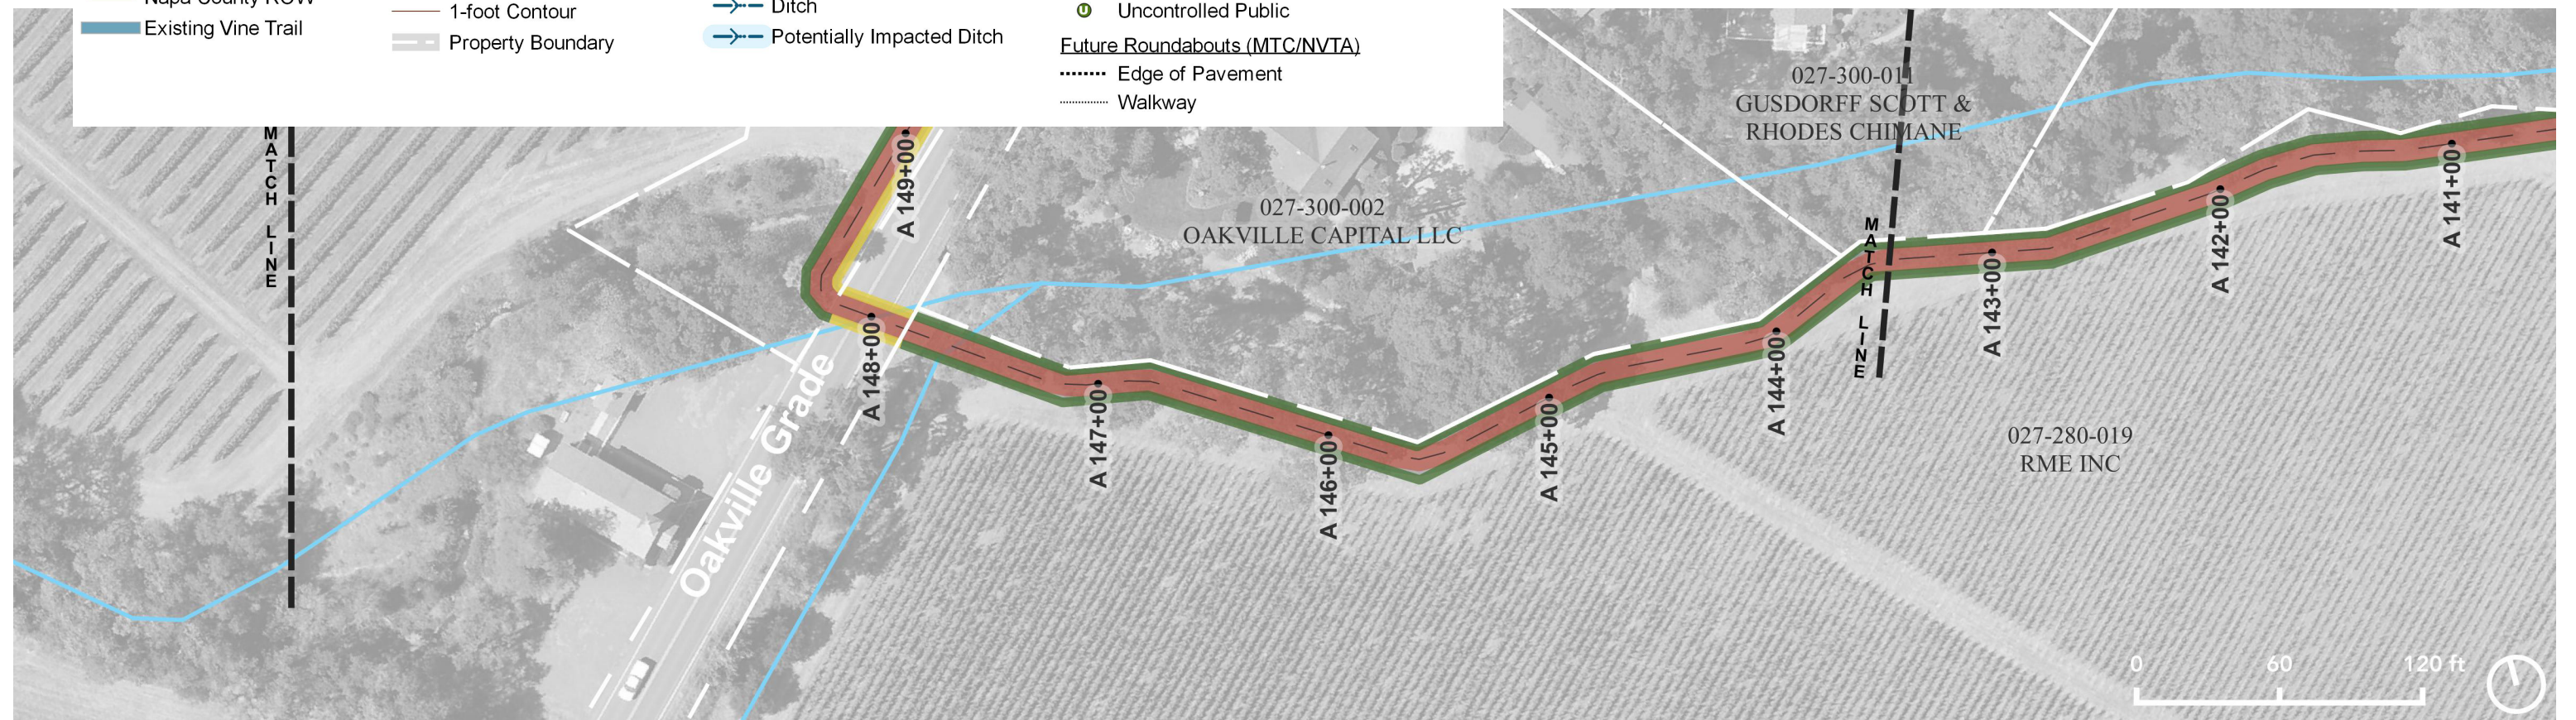 Napa County ROW
Existing Vine Trail
1-foot Contour
Property Boundary
Ditch
Potentially Impacted Ditch
Uncontrolled Public
Future Roundabouts (MTC/NVTA)
Edge of Pavement
Walkway
MATCH LINE
A 149+00
027-300-002
OAKVILLE CAPITAL LLC
027-300-011
GUSDORFF SCOTT &
RHODES CHIMANE
MATCH LINE
A 148+00
A 147+00
A 146+00
A 145+00
A 144+00
A 143+00
A 142+00
A 141+00
Oakville Grade
027-280-019
RME INC
0 60 120 ft